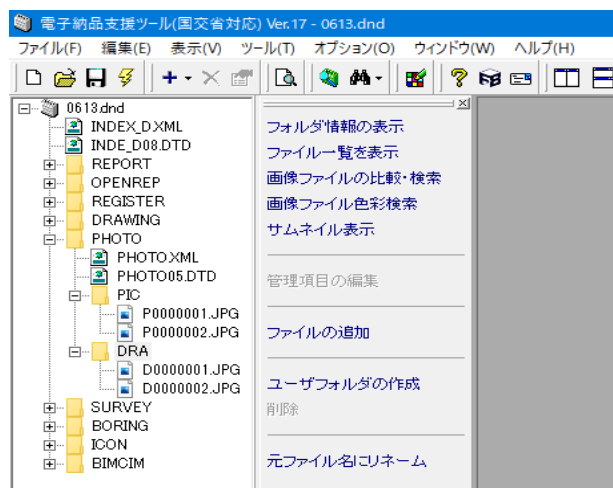 電子納品支援ツール(国交省対応) Ver.17 - 0613.dnd
ファイル(F) 編集(E) 表示(V) ツール(T) オプション(O) ウィンドウ(W) ヘルプ(H)
0613.dnd
INDEX_D.XML
INDE_D08.DTD
REPORT
OPENREP
REGISTER
DRAWING
PHOTO
PHOTO.XML
PHOTO05.DTD
PIC
P0000001.JPG
P0000002.JPG
DRA
D0000001.JPG
D0000002.JPG
SURVEY
BORING
ICON
BIMCIM
フォルダ情報の表示
ファイル一覧を表示
画像ファイルの比較・検索
画像ファイル色彩検索
サムネイル表示
管理項目の編集
ファイルの追加
ユーザフォルダの作成
削除
元ファイル名にリネーム